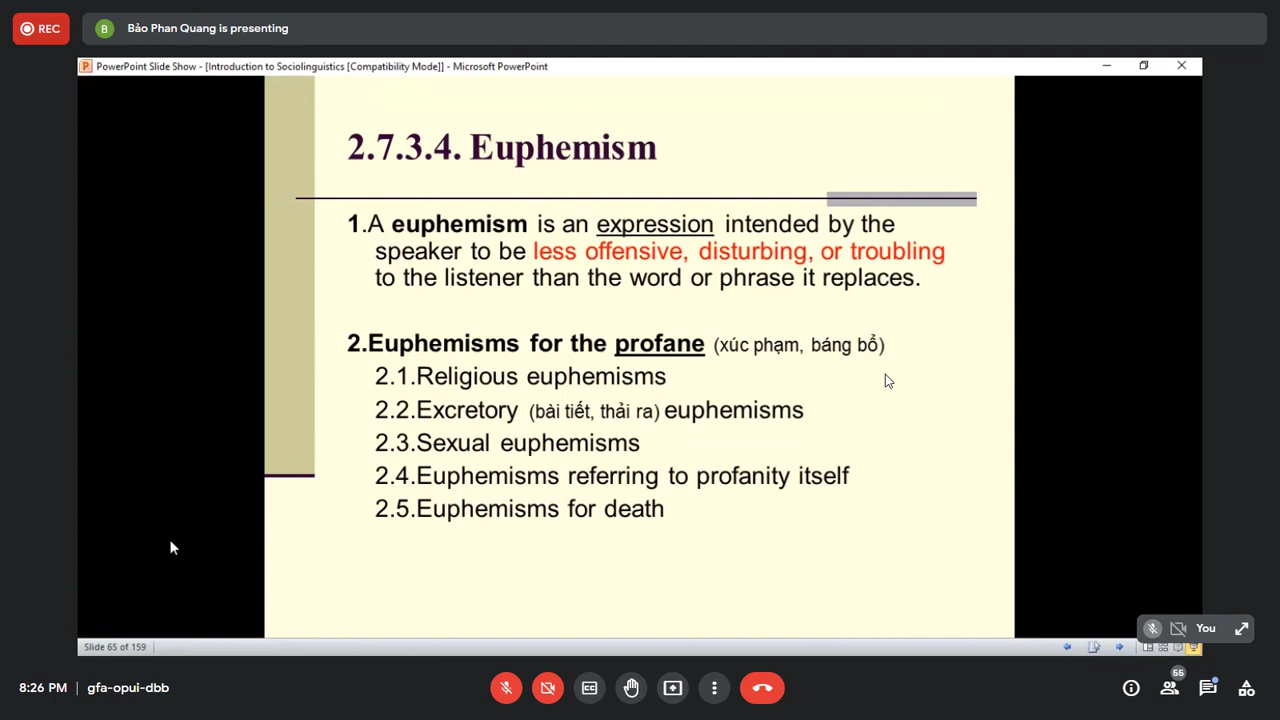 REC
B
Bảo Phan Quang is presenting
PowerPoint Slide Show - [Introduction to Sociolinguistics [Compatibility Mode]] - Microsoft PowerPoint
2.7.3.4. Euphemism
1.A euphemism is an expression intended by the
speaker to be less offensive, disturbing, or troubling
to the listener than the word or phrase it replaces.
2.Euphemisms for the profane (xúc phạm, báng bổ)
2.1.Religious euphemisms
2.2.Excretory (bài tiết, thải ra) euphemisms
2.3.Sexual euphemisms
2.4.Euphemisms referring to profanity itself
2.5.Euphemisms for death
You
Slide 65 of 159
8:26 PM | gfa-opui-dbb
55